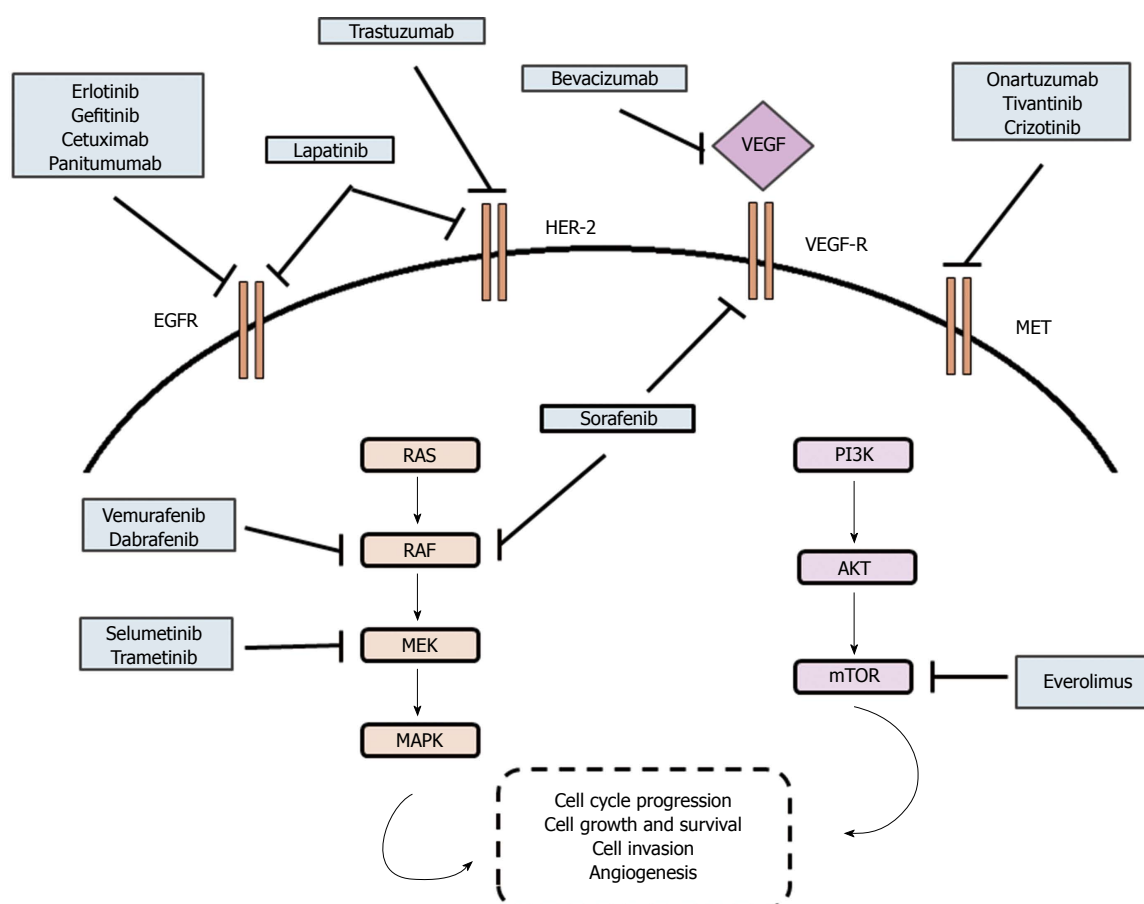 Trastuzumab
Bevacizumab
Erlotinib
Gefitinib
Cetuximab
Panitumumab
Onartuzumab
Tivantinib
Crizotinib
Lapatinib
VEGF
HER-2
VEGF-R
EGFR
MET
Sorafenib
RAS
PI3K
Vemurafenib
Dabrafenib
RAF
AKT
Selumetinib
Trametinib
MEK
mTOR
Everolimus
MAPK
Cell cycle progression
Cell growth and survival
Cell invasion
Angiogenesis